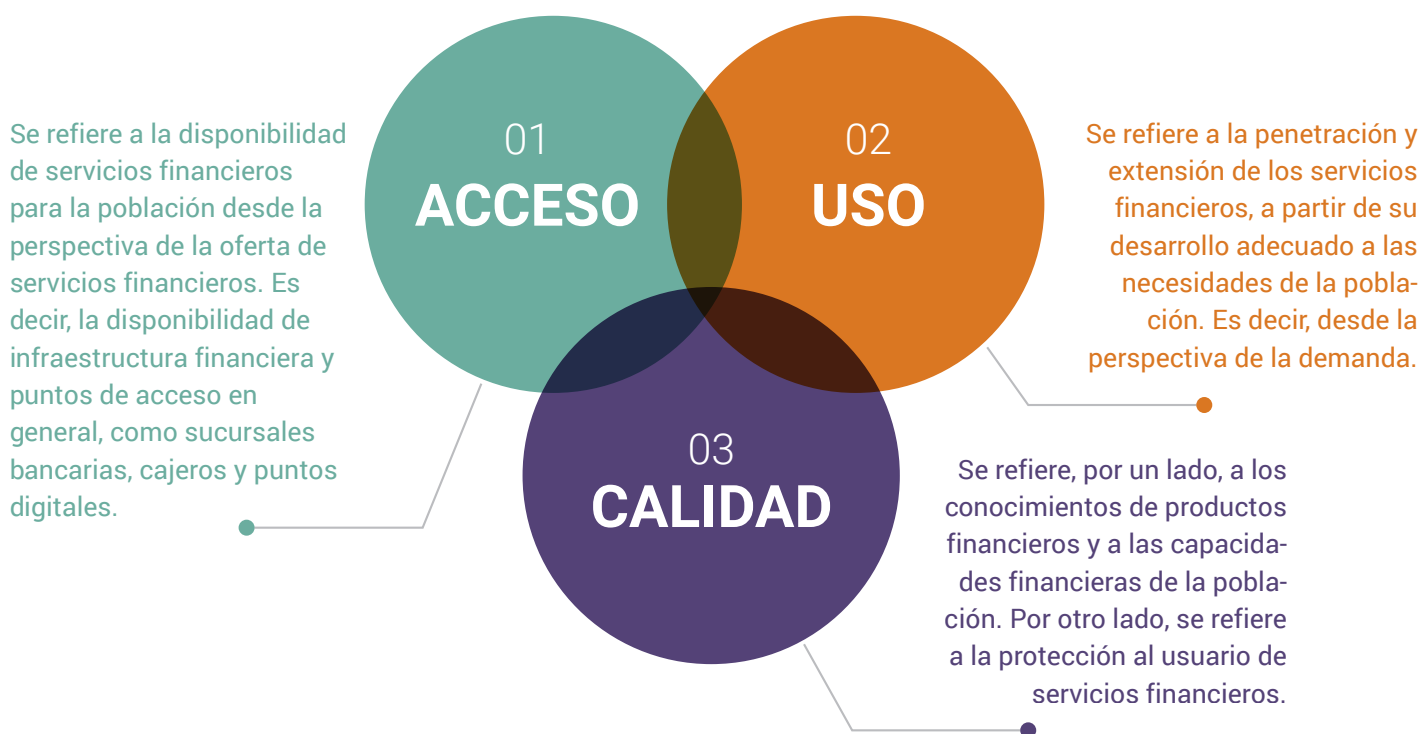 01
ACCESO
Se refiere a la disponibilidad
de servicios financieros
para la población desde la
perspectiva de la oferta de
servicios financieros. Es
decir, la disponibilidad de
infraestructura financiera y
puntos de acceso en
general, como sucursales
bancarias, cajeros y puntos
digitales.
02
USO
Se refiere a la penetración y
extensión de los servicios
financieros, a partir de su
desarrollo adecuado a las
necesidades de la pobla-
ción. Es decir, desde la
perspectiva de la demanda.
03
CALIDAD
Se refiere, por un lado, a los
conocimientos de productos
financieros y a las capacida-
des financieras de la pobla-
ción. Por otro lado, se refiere
a la protección al usuario de
servicios financieros.